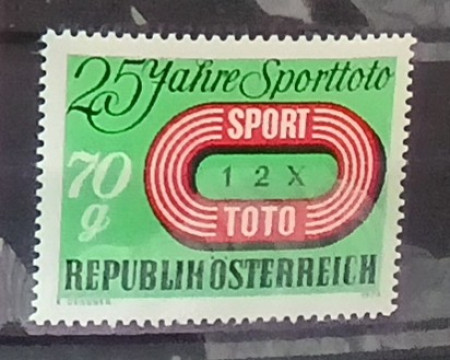 25 Jahre Sporttoto
SPORT
70
g
1 2 X
TOTO
REPUBLIK ÖSTERREICH